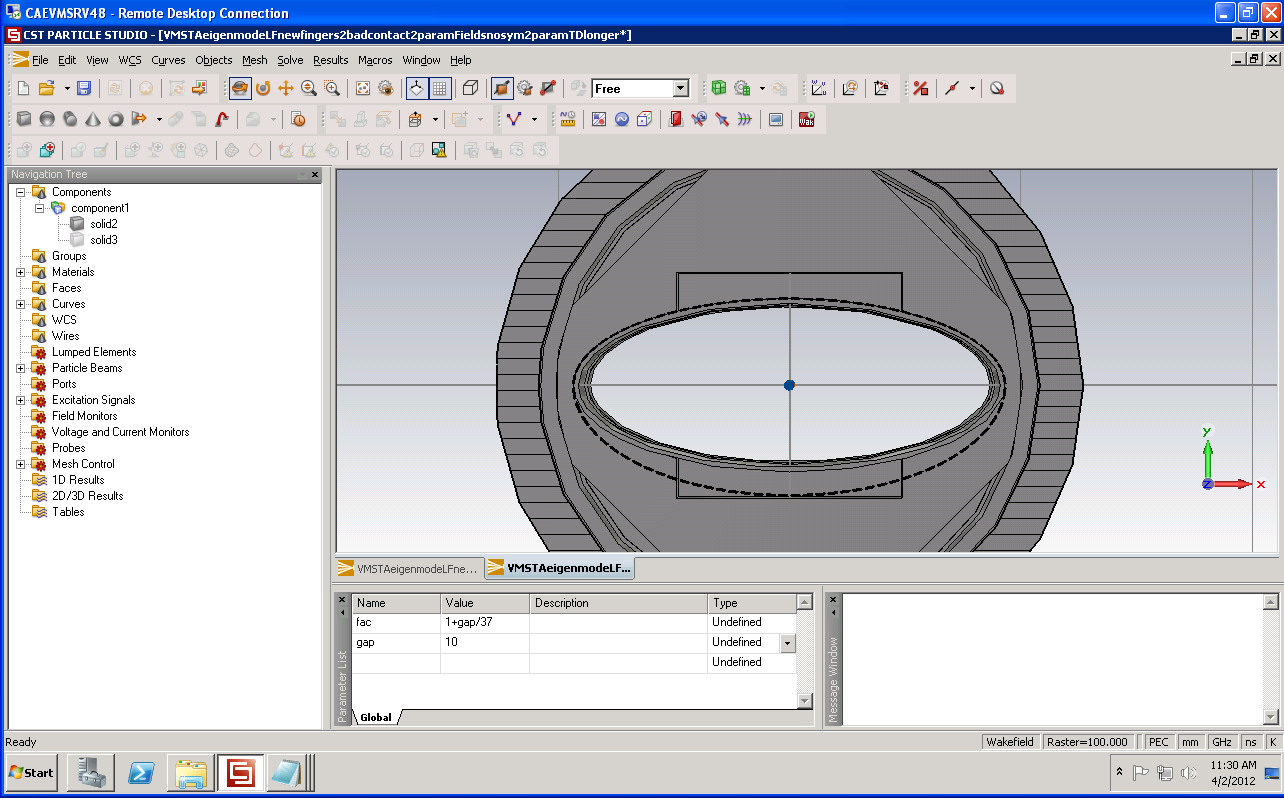 CAEVMSRV48 - Remote Desktop Connection
CST PARTICLE STUDIO - [VMSTAeigenmodeLFnewfingers2badcontact2paramFieldsnosym2paramTDlonger*]
File Edit View WCS Curves Objects Mesh Solve Results Macros Window Help
Free
Wak
Navigation Tree
Components
component1
solid2
solid3
Groups
Materials
Faces
Curves
WCS
Wires
Lumped Elements
Particle Beams
Ports
Excitation Signals
Field Monitors
Voltage and Current Monitors
Probes
Mesh Control
1D Results
2D/3D Results
Tables
y
z x
VMSTAeigenmodeLFne... VMSTAeigenmodeLF...
Parameter List
Name Value Description Type
fac 1+gap/37 Undefined
gap 10 Undefined
Undefined
Global
Message Window
Ready Wakefield Raster=100.000 PEC mm GHz ns K
Start
11:30 AM
4/2/2012